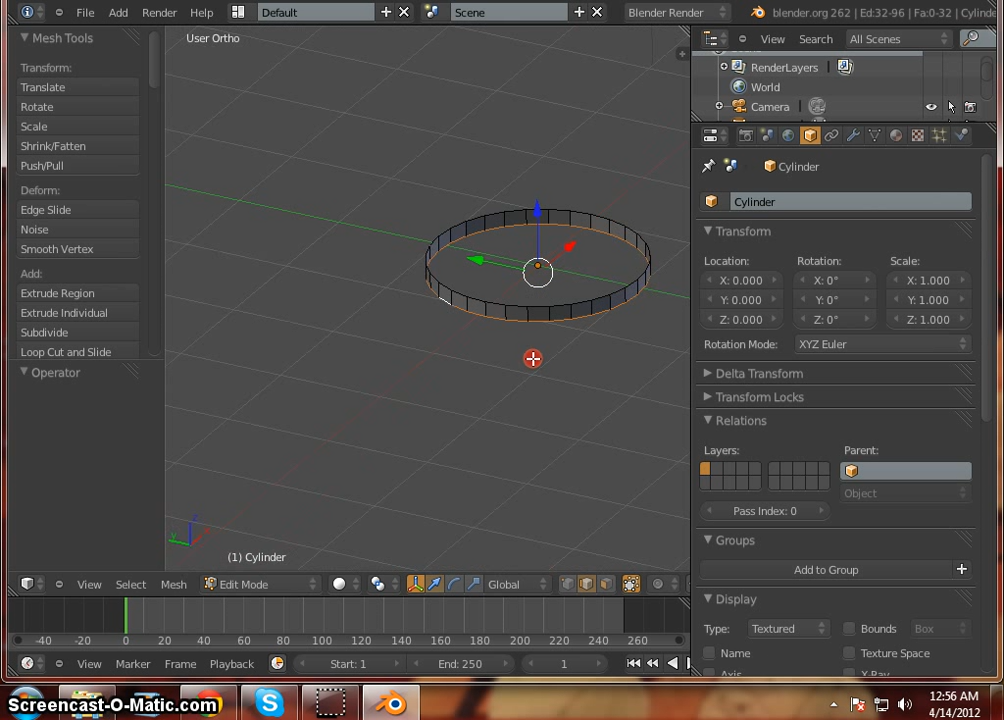 File Add Render Help Default Scene Blender Render blender.org 262 | Ed:32-96 | Fa:0-32 | Cylinde
Mesh Tools
Transform:
Translate
Rotate
Scale
Shrink/Fatten
Push/Pull
Deform:
Edge Slide
Noise
Smooth Vertex
Add:
Extrude Region
Extrude Individual
Subdivide
Loop Cut and Slide
Operator
User Ortho
(1) Cylinder
View Select Mesh Edit Mode Global
-40 -20 0 20 40 60 80 100 120 140 160 180 200 220 240 260
View Marker Frame Playback Start: 1 End: 250 1
View Search All Scenes
RenderLayers
World
Camera
Cylinder
Cylinder
Transform
Location: Rotation: Scale:
X: 0.000 X: 0° X: 1.000
Y: 0.000 Y: 0° Y: 1.000
Z: 0.000 Z: 0° Z: 1.000
Rotation Mode: XYZ Euler
Delta Transform
Transform Locks
Relations
Layers: Parent:
Object
Pass Index: 0
Groups
Add to Group
Display
Type: Textured Bounds Box
Name Texture Space
Axis X-Ray
Screencast-O-Matic.com
12:56 AM
4/14/2012